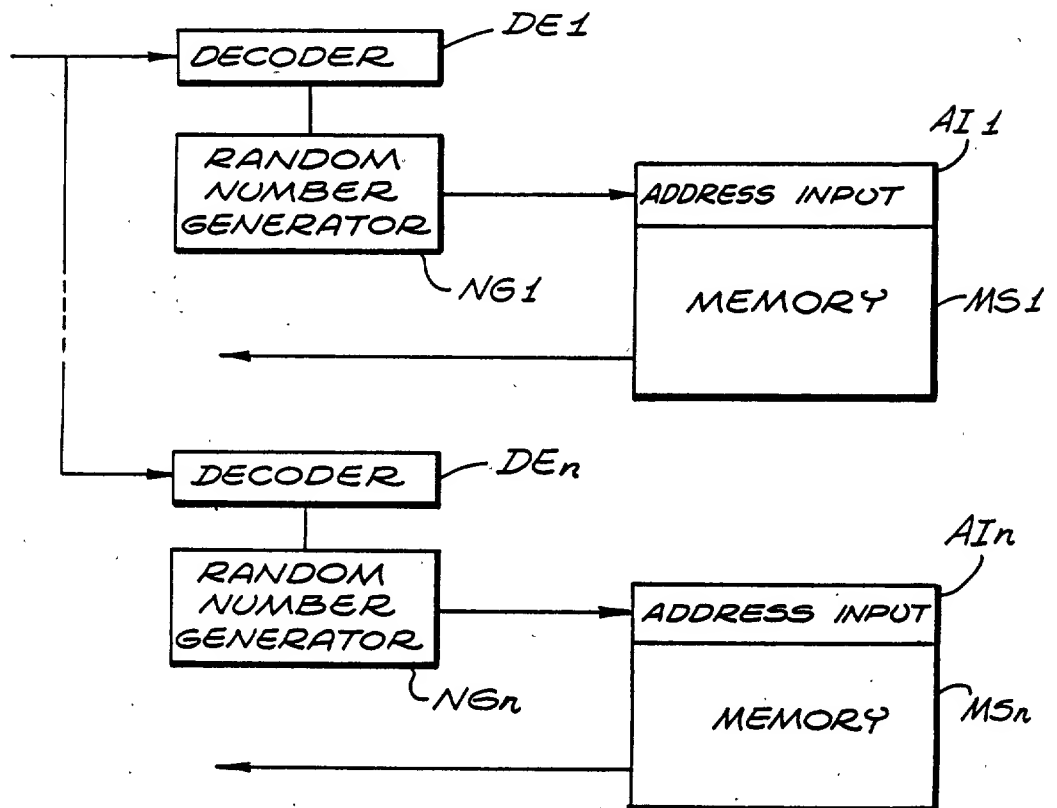 DE1
DECODER
AI1
RANDOM
NUMBER
GENERATOR
ADDRESS INPUT
NG1
MEMORY
MS1
DEn
DECODER
AIn
RANDOM
NUMBER
GENERATOR
ADDRESS INPUT
NGn
MEMORY
MSn